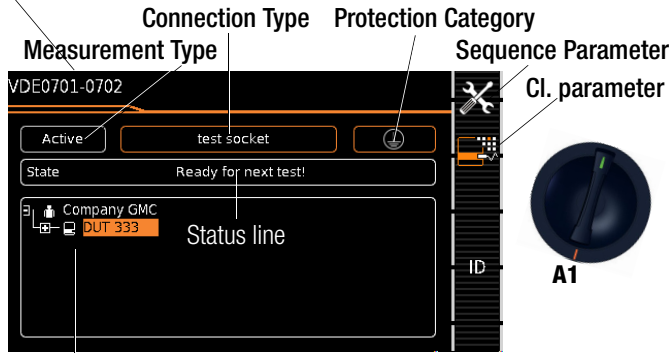 Connection Type Protection Category
Measurement Type Sequence Parameter
VDE0701-0702
Cl. parameter
Active test socket
State Ready for next test!
Company GMC
DUT 333
Status line
ID
A1